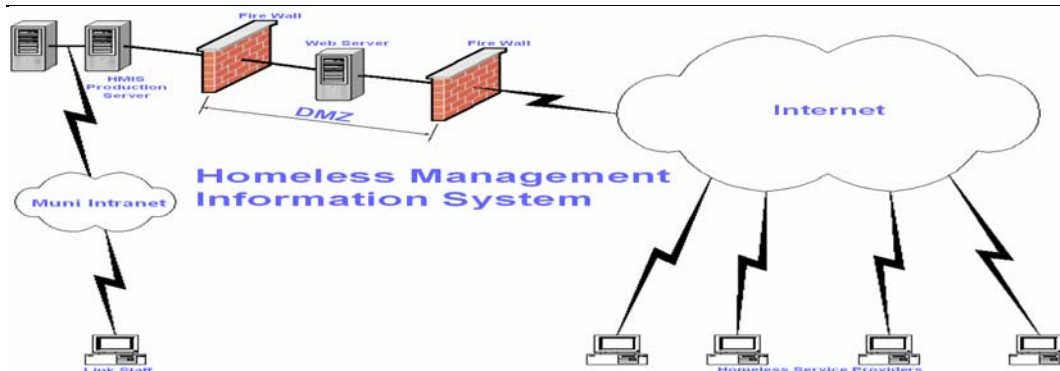 Fire Wall
Web Server
Fire Wall
HMIS
Production
Server
DMZ
Internet
Homeless Management
Information System
Muni Intranet
Link Staff
Homeless Service Providers